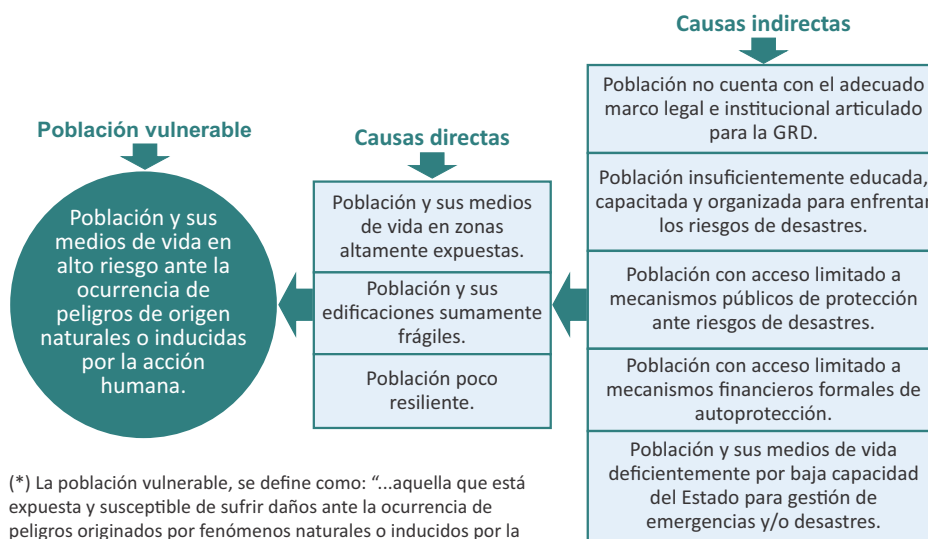 Población vulnerable
Población y sus
medios de vida en
alto riesgo ante la
ocurrencia de
peligros de origen
naturales o inducidas
por la acción
humana.
Causas directas
Población y sus medios
de vida en zonas
altamente expuestas.
Población y sus
edificaciones sumamente
frágiles.
Población poco
resiliente.
Causas indirectas
Población no cuenta con el adecuado
marco legal e institucional articulado
para la GRD.
Población insuficientemente educada,
capacitada y organizada para enfrentar
los riesgos de desastres.
Población con acceso limitado a
mecanismos públicos de protección
ante riesgos de desastres.
Población con acceso limitado a
mecanismos financieros formales de
autoprotección.
Población y sus medios de vida
deficientemente por baja capacidad
del Estado para gestión de
emergencias y/o desastres.
(*) La población vulnerable, se define como: “...aquella que está
expuesta y susceptible de sufrir daños ante la ocurrencia de
peligros originados por fenómenos naturales o inducidos por la